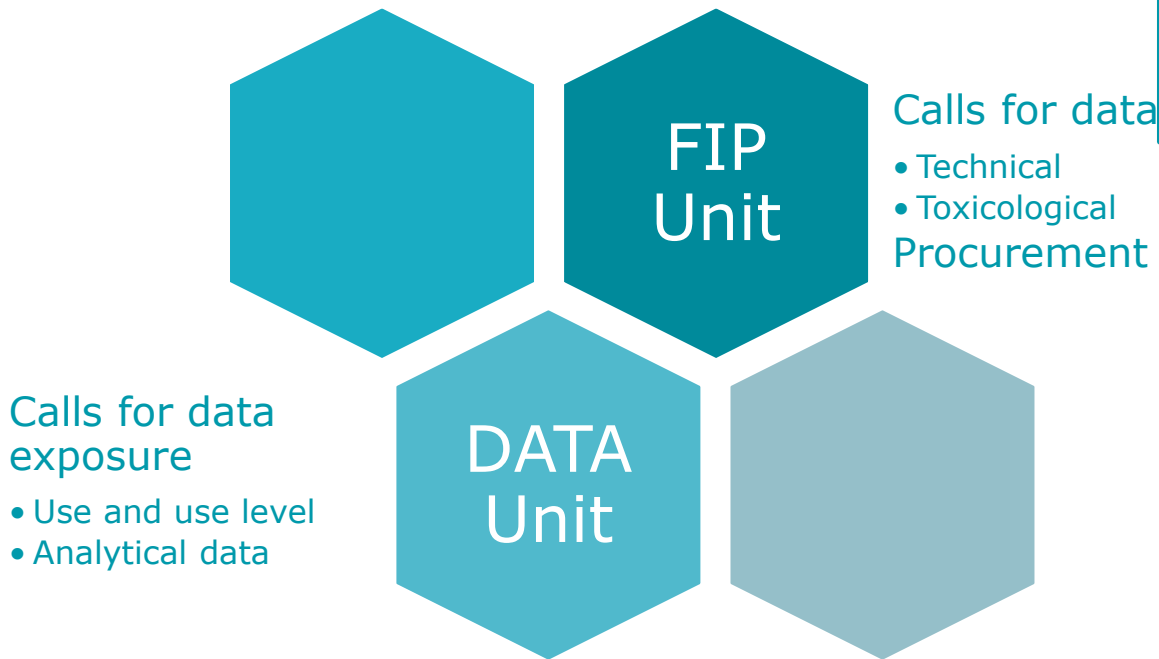 FIP
Unit
Calls for data
• Technical
• Toxicological
Procurement
Calls for data
exposure
• Use and use level
• Analytical data
DATA
Unit